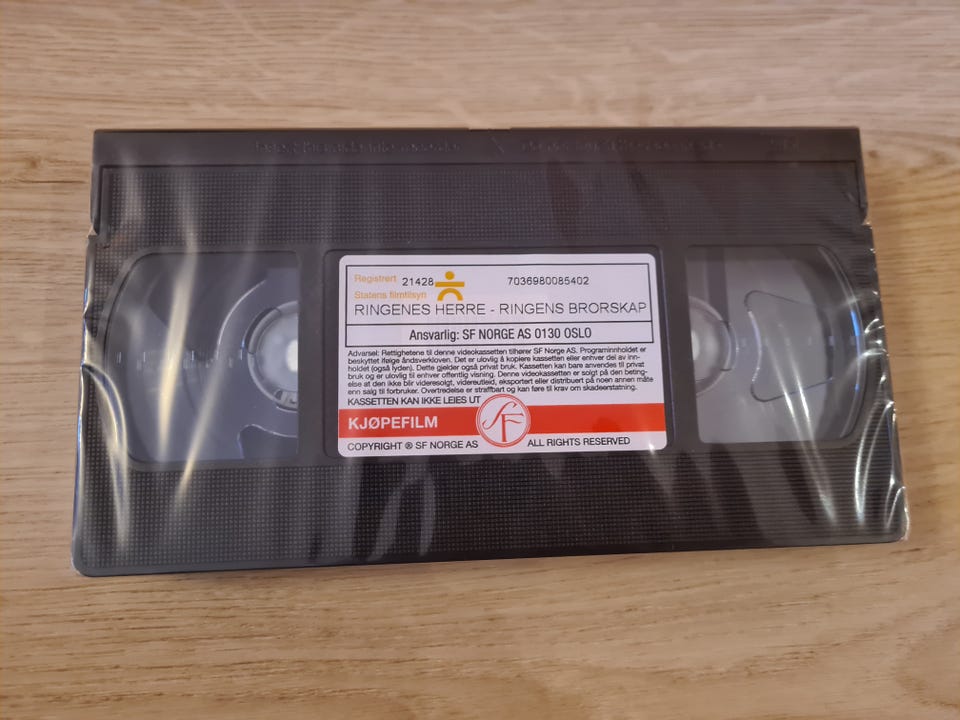 Registrert 21428 7036980085402
Statens filmtilsyn
RINGENES HERRE - RINGENS BRORSKAP
Ansvarlig: SF NORGE AS 0130 OSLO
Advarsel: Rettighetene til denne videokassetten tilhører SF Norge AS. Programinnholdet er
beskyttet ifølge åndsverkloven. Det er ulovlig å kopiere kassetten eller enhver del av inn-
holdet (også lyden). Dette gjelder også privat bruk. Kassetten kan bare anvendes til privat
bruk og er ulovlig til enhver offentlig visning. Denne videokassetten er solgt på den beting-
else at den ikke blir videresolgt, videreutleid, eksportert eller distribuert på noen annen måte
enn salg til forbruker. Overtredelse er straffbart og kan føre til krav om skadeerstatning.
KASSETTEN KAN IKKE LEIES UT
KJØPEFILM
SF
COPYRIGHT ® SF NORGE AS ALL RIGHTS RESERVED